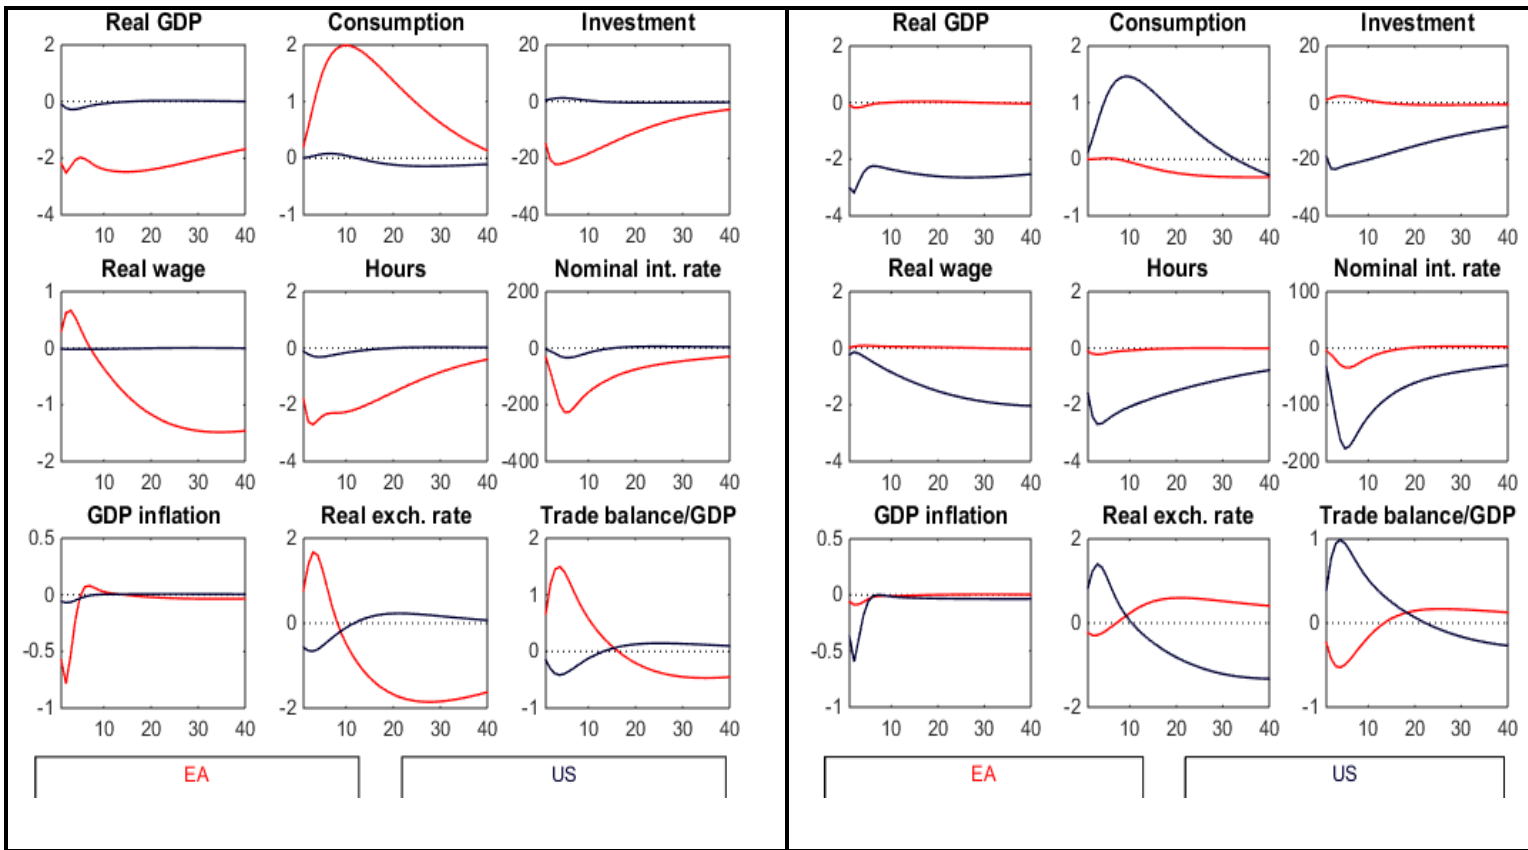 Real GDP Consumption Investment
2 2 20
0 1 0
-2 0 -20
-4 -1 -40
10 20 30 40 10 20 30 40 10 20 30 40
Real wage Hours Nominal int. rate
1 2 200
0 0 0
-1 -2 -200
-2 -4 -400
10 20 30 40 10 20 30 40 10 20 30 40
GDP inflation Real exch. rate Trade balance/GDP
0.5 2 2
0 0 1
-0.5 0
-1 -2 -1
10 20 30 40 10 20 30 40 10 20 30 40
EA US
Real GDP Consumption Investment
2 2 20
0 1 0
-2 0 -20
-4 -1 -40
10 20 30 40 10 20 30 40 10 20 30 40
Real wage Hours Nominal int. rate
2 2 100
0 0 0
-2 -2 -100
-4 -4 -200
10 20 30 40 10 20 30 40 10 20 30 40
GDP inflation Real exch. rate Trade balance/GDP
0.5 2 1
0 0 0
-0.5
-1 -2 -1
10 20 30 40 10 20 30 40 10 20 30 40
EA US